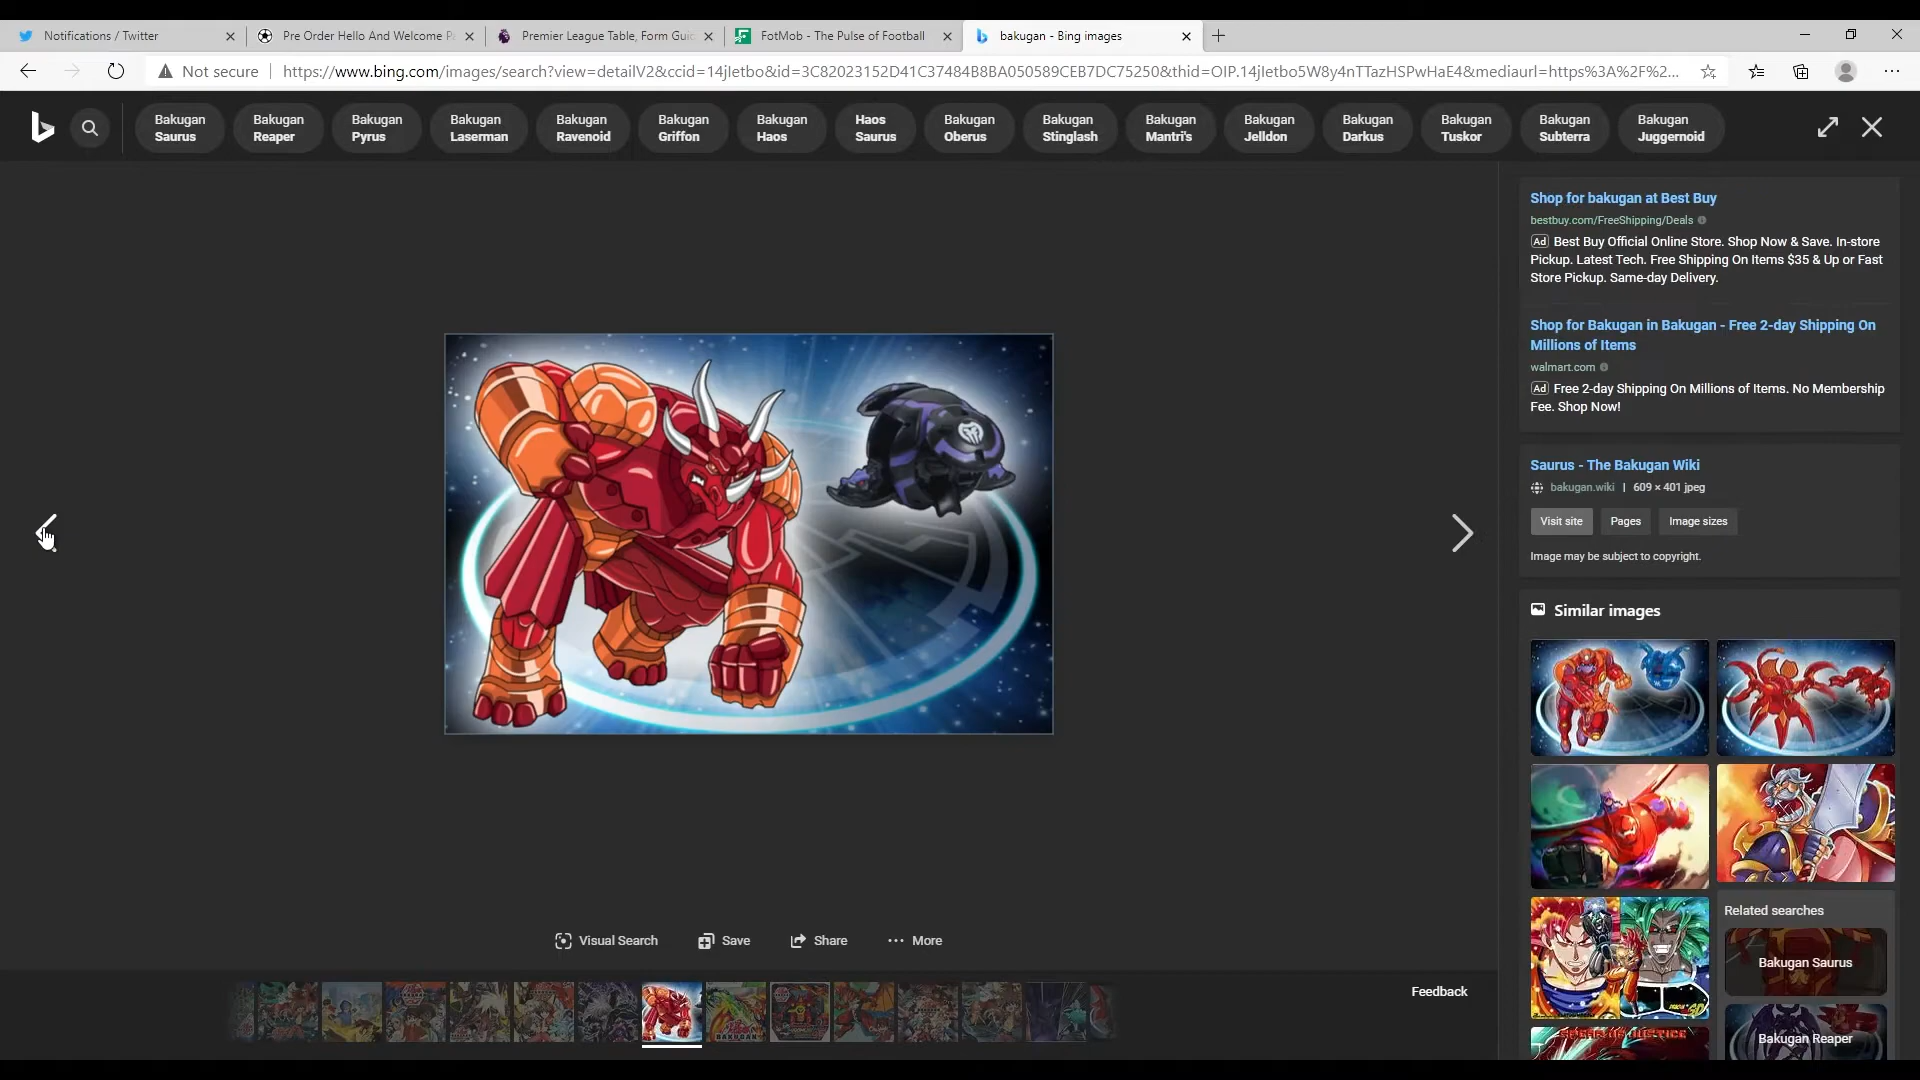 Notifications / Twitter
Pre Order Hello And Welcome P
Premier League Table, Form Guid
FotMob - The Pulse of Football
bakugan - Bing images
Not secure
https://www.bing.com/images/search?view=detailV2&ccid=14jIetbo&id=3C82023152D41C37484B8BA050589CEB7DC75250&thid=OIP.14jIetbo5W8y4nTTazHSPwHaE4&mediaurl=https%3A%2F%2...
Bakugan Saurus
Bakugan Reaper
Bakugan Pyrus
Bakugan Laserman
Bakugan Ravenoid
Bakugan Griffon
Bakugan Haos
Haos Saurus
Bakugan Oberus
Bakugan Stinglash
Bakugan Mantri's
Bakugan Jelldon
Bakugan Darkus
Bakugan Tuskor
Bakugan Subterra
Bakugan Juggernoid
Shop for bakugan at Best Buy
bestbuy.com/FreeShipping/Deals
Ad Best Buy Official Online Store. Shop Now & Save. In-store
Pickup. Latest Tech. Free Shipping On Items $35 & Up or Fast
Store Pickup. Same-day Delivery.
Shop for Bakugan in Bakugan - Free 2-day Shipping On
Millions of Items
walmart.com
Ad Free 2-day Shipping On Millions of Items. No Membership
Fee. Shop Now!
Saurus - The Bakugan Wiki
bakugan.wiki | 609 × 401 jpeg
Visit site
Pages
Image sizes
Image may be subject to copyright.
Similar images
Related searches
Bakugan Saurus
Bakugan Reaper
Visual Search
Save
Share
More
BAKUGAN
Feedback